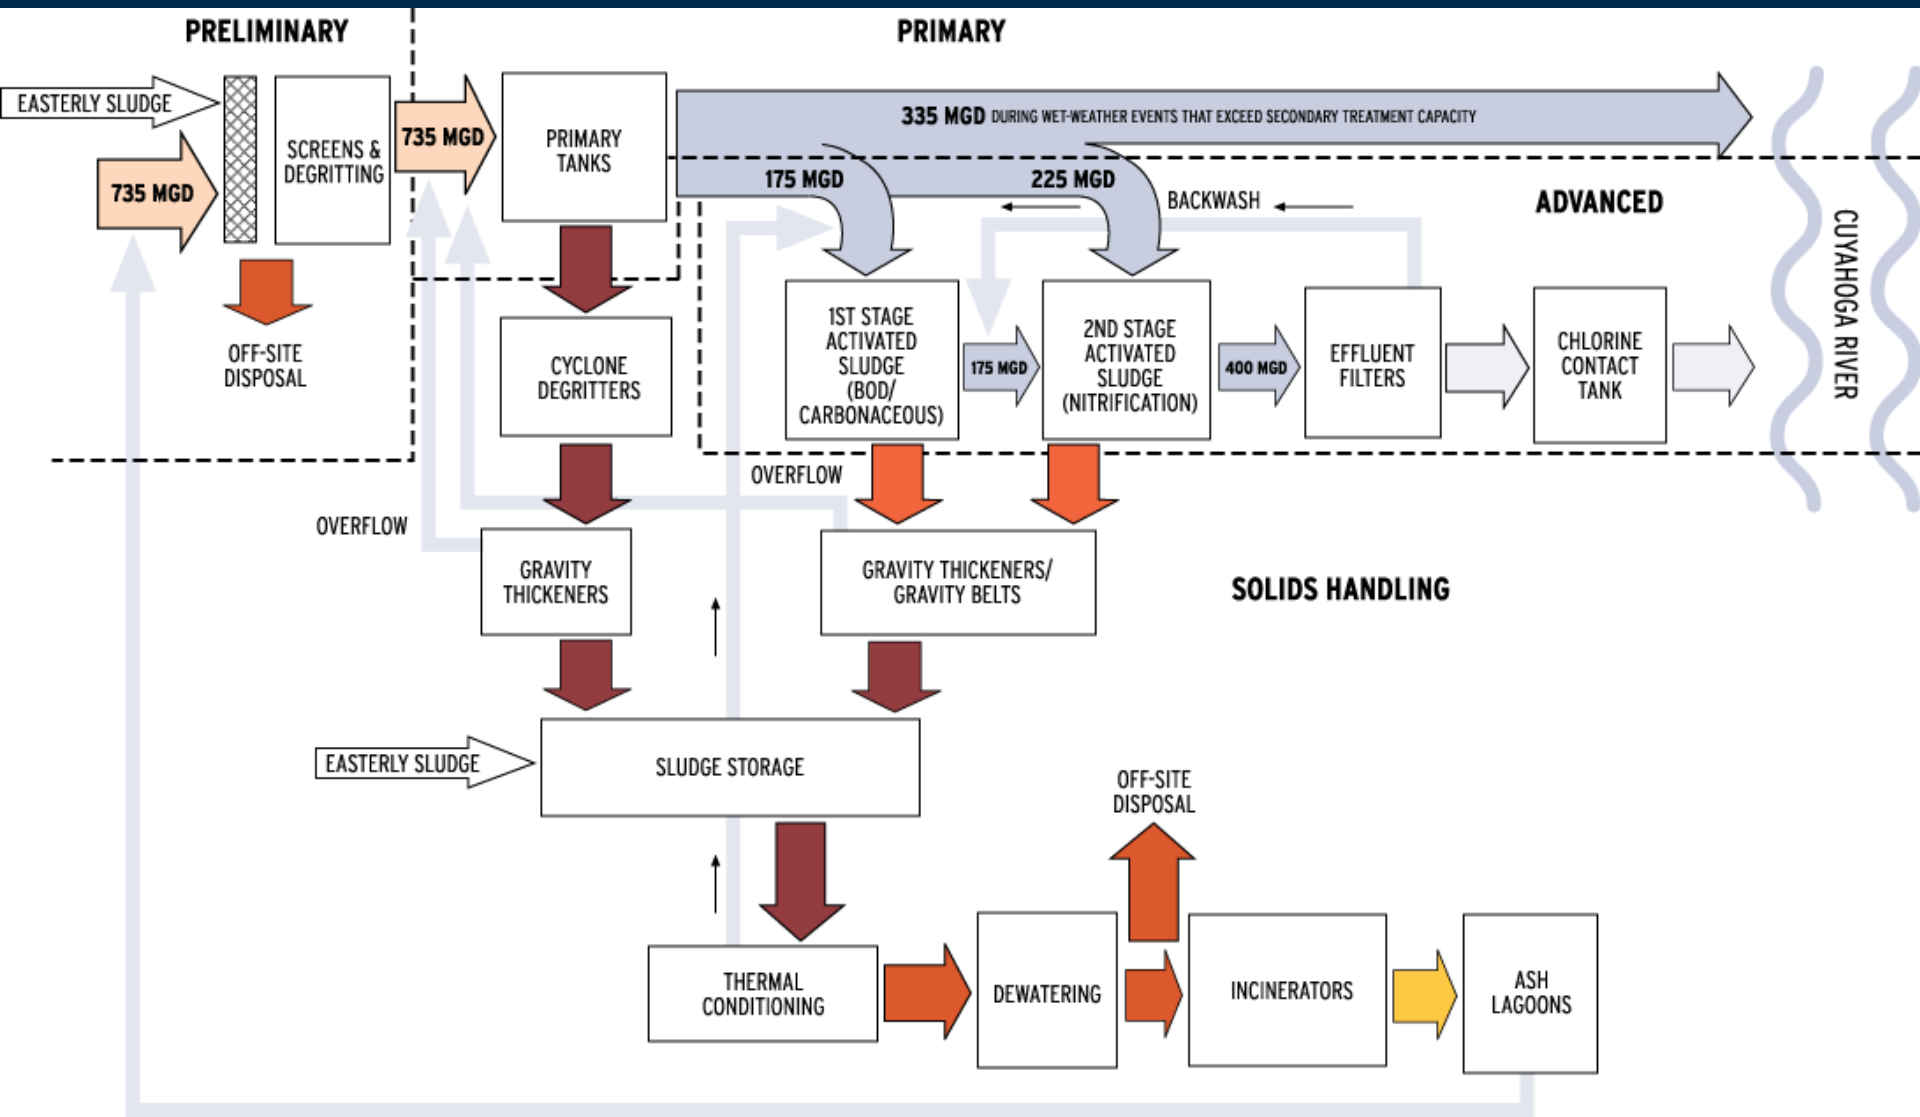 PRELIMINARY
PRIMARY
EASTERLY SLUDGE
735 MGD
SCREENS &
DEGRITTING
735 MGD
PRIMARY
TANKS
335 MGD DURING WET-WEATHER EVENTS THAT EXCEED SECONDARY TREATMENT CAPACITY
175 MGD
225 MGD
BACKWASH
ADVANCED
CUYAHOGA RIVER
OFF-SITE
DISPOSAL
CYCLONE
DEGRITTERS
1ST STAGE
ACTIVATED
SLUDGE
(BOD/
CARBONACEOUS)
175 MGD
2ND STAGE
ACTIVATED
SLUDGE
(NITRIFICATION)
400 MGD
EFFLUENT
FILTERS
CHLORINE
CONTACT
TANK
OVERFLOW
OVERFLOW
GRAVITY
THICKENERS
GRAVITY THICKENERS/
GRAVITY BELTS
SOLIDS HANDLING
EASTERLY SLUDGE
SLUDGE STORAGE
OFF-SITE
DISPOSAL
THERMAL
CONDITIONING
DEWATERING
INCINERATORS
ASH
LAGOONS